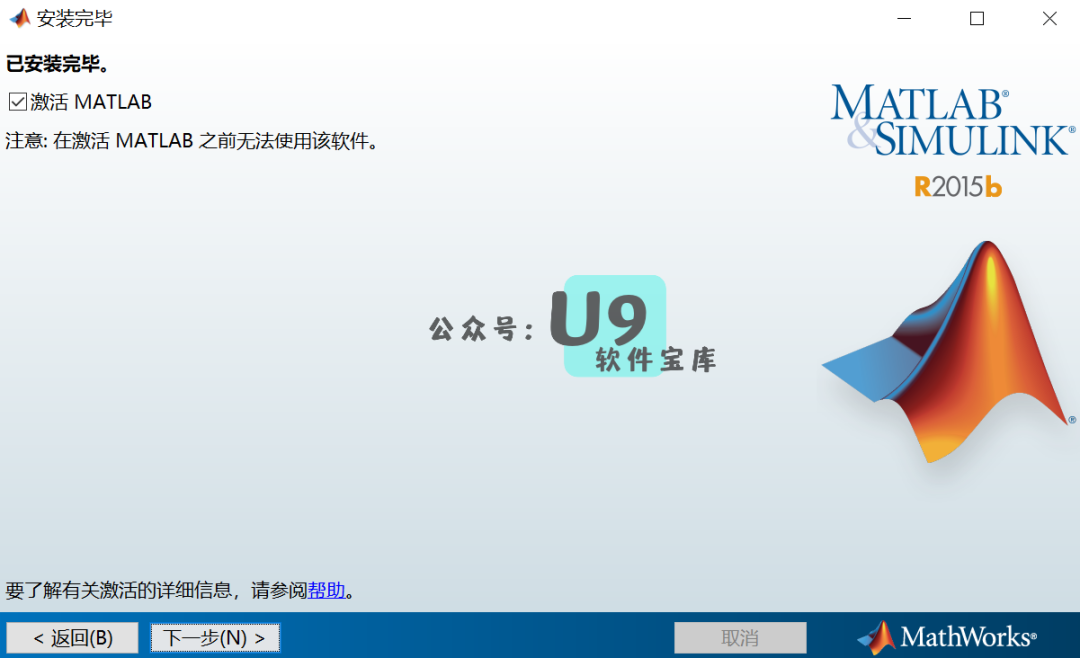 安装完毕
已安装完毕。
激活 MATLAB
注意: 在激活 MATLAB 之前无法使用该软件。
MATLAB®
&SIMULINK®
R2015b
公众号：U9
软件宝库
®
要了解有关激活的详细信息，请参阅帮助。
< 返回(B)
下一步(N) >
取消
MathWorks®